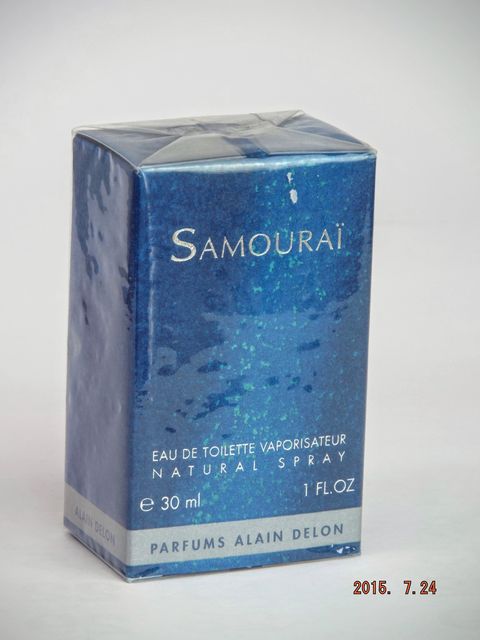 SAMOURAÏ
EAU DE TOILETTE VAPORISATEUR
NATURAL SPRAY
℮ 30 ml 1 FL.OZ
ALAIN DELON
PARFUMS ALAIN DELON
2015. 7.24